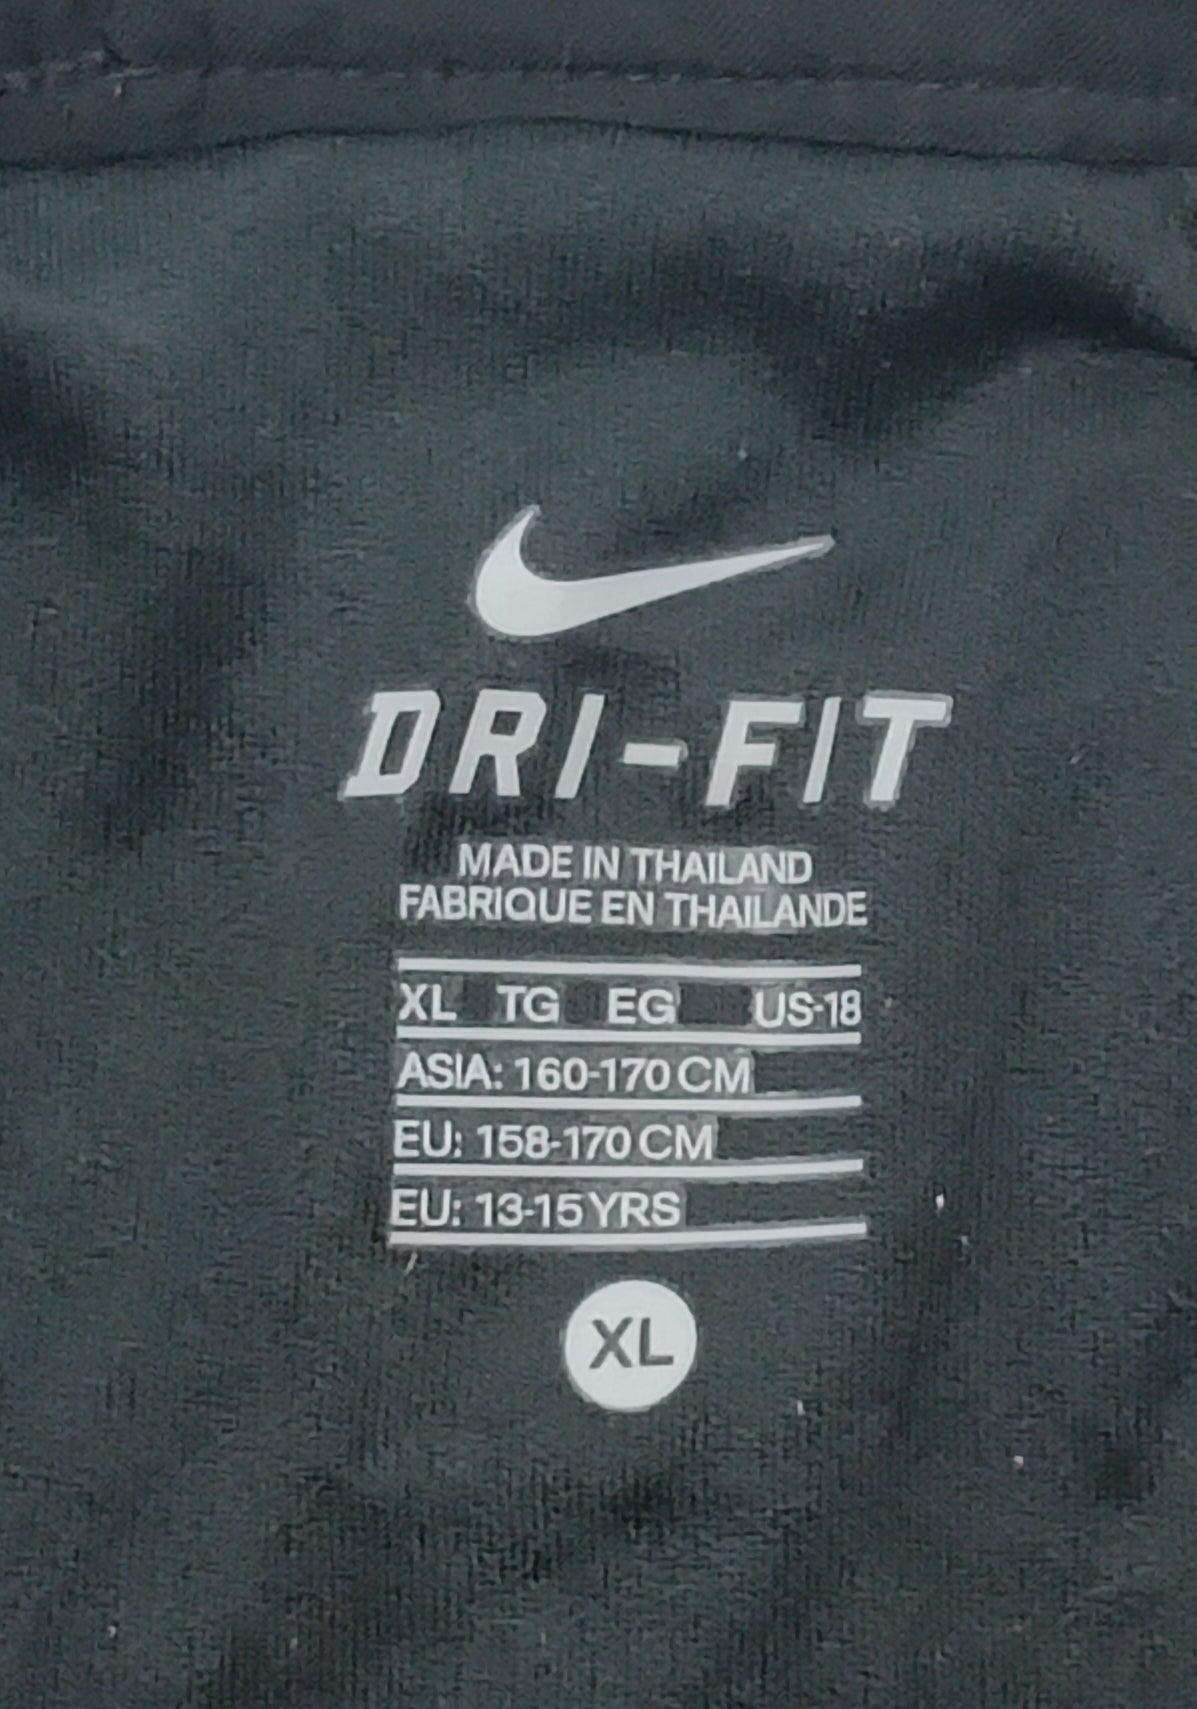 DRI-FIT
MADE IN THAILAND
FABRIQUE EN THAILANDE
XL TG EG US-18
ASIA: 160-170 CM
EU: 158-170 CM
EU: 13-15 YRS
XL